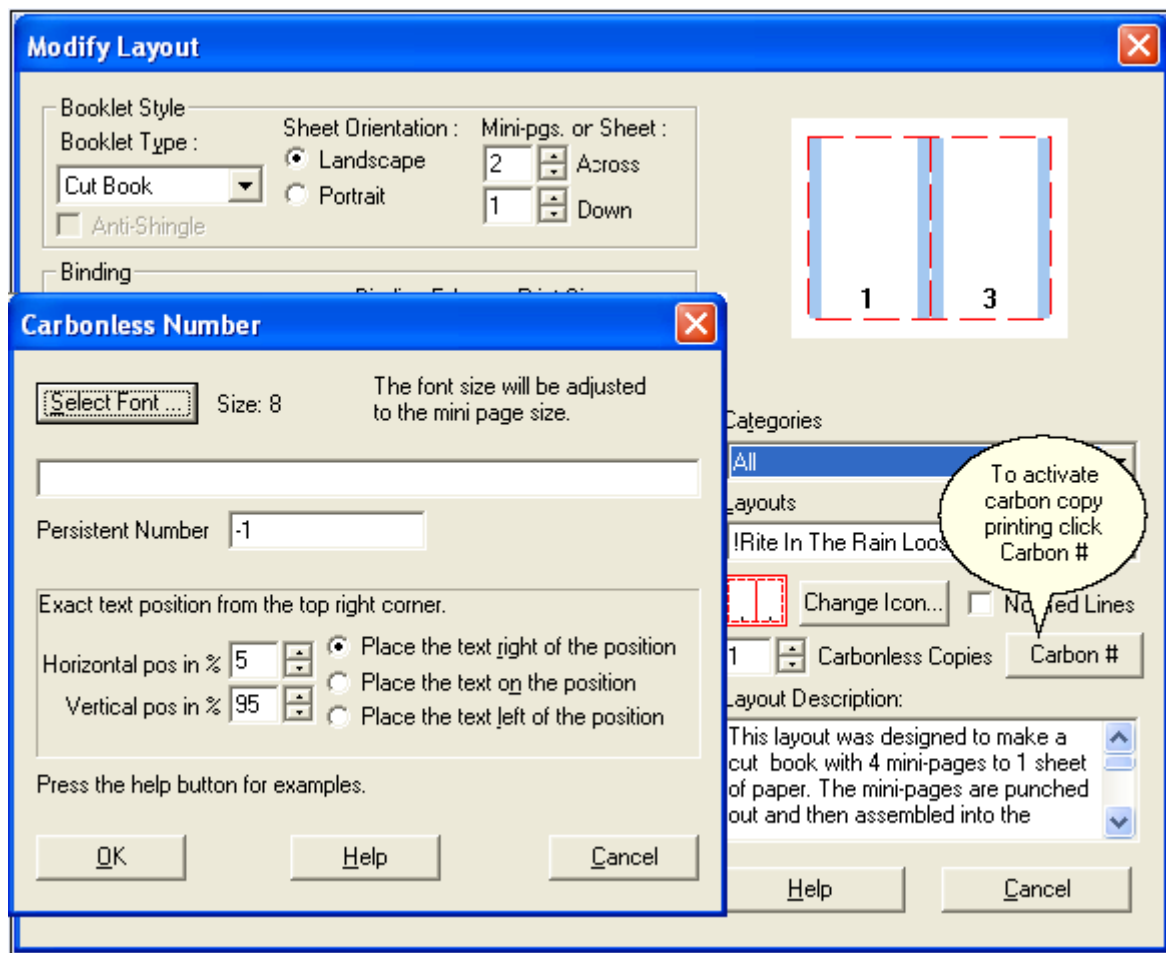 Modify Layout
Booklet Style
Booklet Type :
Sheet Orientation :
Mini-pgs. or Sheet :
Cut Book
Landscape
2
Across
Portrait
1
Down
Anti-Shingle
Binding
1
3
Carbonless Number
Select Font ...
Size: 8
The font size will be adjusted
to the mini page size.
Persistent Number
-1
Exact text position from the top right corner.
Horizontal pos in %
5
Place the text right of the position
Place the text on the position
Vertical pos in %
95
Place the text left of the position
Press the help button for examples.
OK
Help
Cancel
Categories
All
Layouts
!Rite In The Rain Loos
To activate
carbon copy
printing click
Carbon #
Change Icon...
Lines
1
Carbonless Copies
Carbon #
Layout Description:
This layout was designed to make a
cut book with 4 mini-pages to 1 sheet
of paper. The mini-pages are punched
out and then assembled into the
Help
Cancel